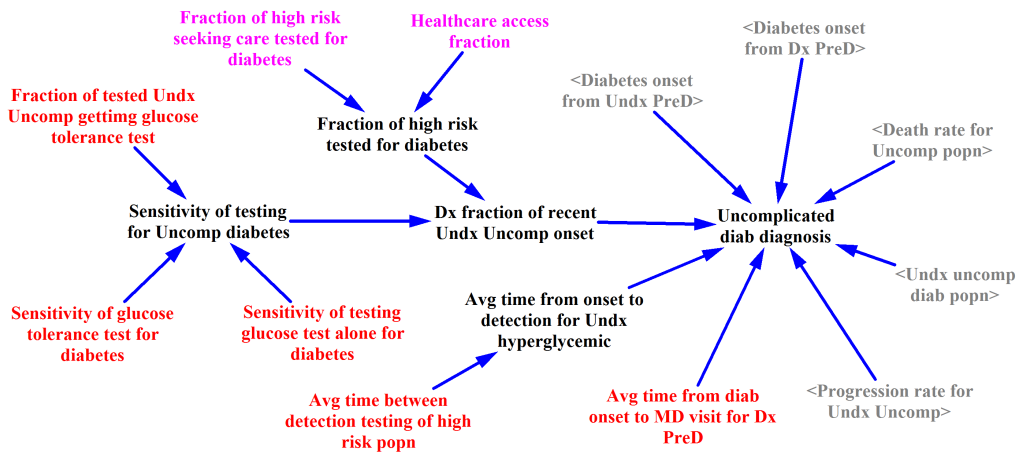 Fraction of high risk
seeking care tested for
diabetes
Healthcare access
fraction
<Diabetes onset
from Dx PreD>
<Diabetes onset
from Undx PreD>
Fraction of tested Undx
Uncomp gettimg glucose
tolerance test
Fraction of high risk
tested for diabetes
<Death rate for
Uncomp popn>
Sensitivity of testing
for Uncomp diabetes
Dx fraction of recent
Undx Uncomp onset
Uncomplicated
diab diagnosis
<Undx uncomp
diab popn>
Sensitivity of glucose
tolerance test for
diabetes
Sensitivity of testing
glucose test alone for
diabetes
Avg time from onset to
detection for Undx
hyperglycemic
Avg time between
detection testing of high
risk popn
Avg time from diab
onset to MD visit for Dx
PreD
<Progression rate for
Undx Uncomp>